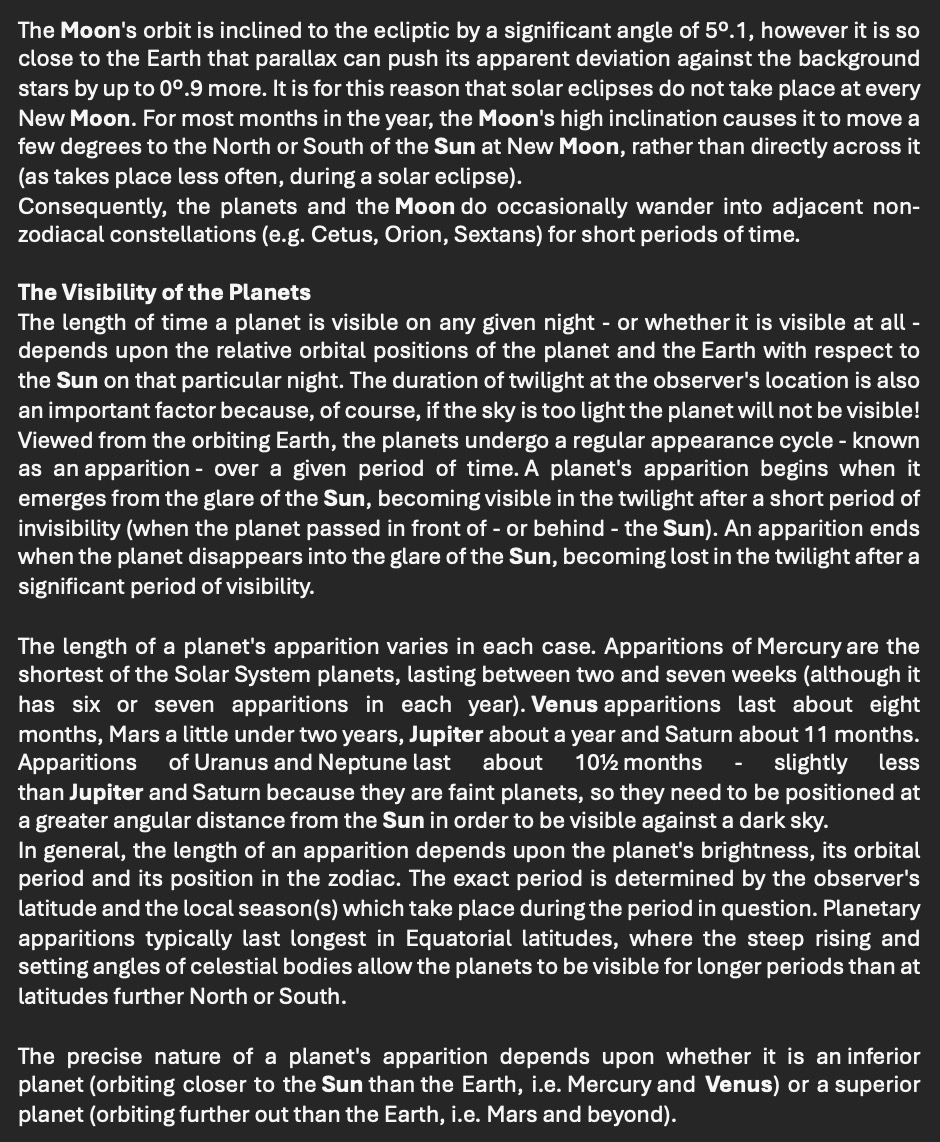 The Moon's orbit is inclined to the ecliptic by a significant angle of 5º.1, however it is so
close to the Earth that parallax can push its apparent deviation against the background
stars by up to 0º.9 more. It is for this reason that solar eclipses do not take place at every
New Moon. For most months in the year, the Moon's high inclination causes it to move a
few degrees to the North or South of the Sun at New Moon, rather than directly across it
(as takes place less often, during a solar eclipse).
Consequently, the planets and the Moon do occasionally wander into adjacent non-
zodiacal constellations (e.g. Cetus, Orion, Sextans) for short periods of time.

The Visibility of the Planets
The length of time a planet is visible on any given night - or whether it is visible at all -
depends upon the relative orbital positions of the planet and the Earth with respect to
the Sun on that particular night. The duration of twilight at the observer's location is also
an important factor because, of course, if the sky is too light the planet will not be visible!
Viewed from the orbiting Earth, the planets undergo a regular appearance cycle - known
as an apparition - over a given period of time. A planet's apparition begins when it
emerges from the glare of the Sun, becoming visible in the twilight after a short period of
invisibility (when the planet passed in front of - or behind - the Sun). An apparition ends
when the planet disappears into the glare of the Sun, becoming lost in the twilight after a
significant period of visibility.

The length of a planet's apparition varies in each case. Apparitions of Mercury are the
shortest of the Solar System planets, lasting between two and seven weeks (although it
has six or seven apparitions in each year). Venus apparitions last about eight
months, Mars a little under two years, Jupiter about a year and Saturn about 11 months.
Apparitions of Uranus and Neptune last about 10½ months - slightly less
than Jupiter and Saturn because they are faint planets, so they need to be positioned at
a greater angular distance from the Sun in order to be visible against a dark sky.
In general, the length of an apparition depends upon the planet's brightness, its orbital
period and its position in the zodiac. The exact period is determined by the observer's
latitude and the local season(s) which take place during the period in question. Planetary
apparitions typically last longest in Equatorial latitudes, where the steep rising and
setting angles of celestial bodies allow the planets to be visible for longer periods than at
latitudes further North or South.

The precise nature of a planet's apparition depends upon whether it is an inferior
planet (orbiting closer to the Sun than the Earth, i.e. Mercury and Venus) or a superior
planet (orbiting further out than the Earth, i.e. Mars and beyond).